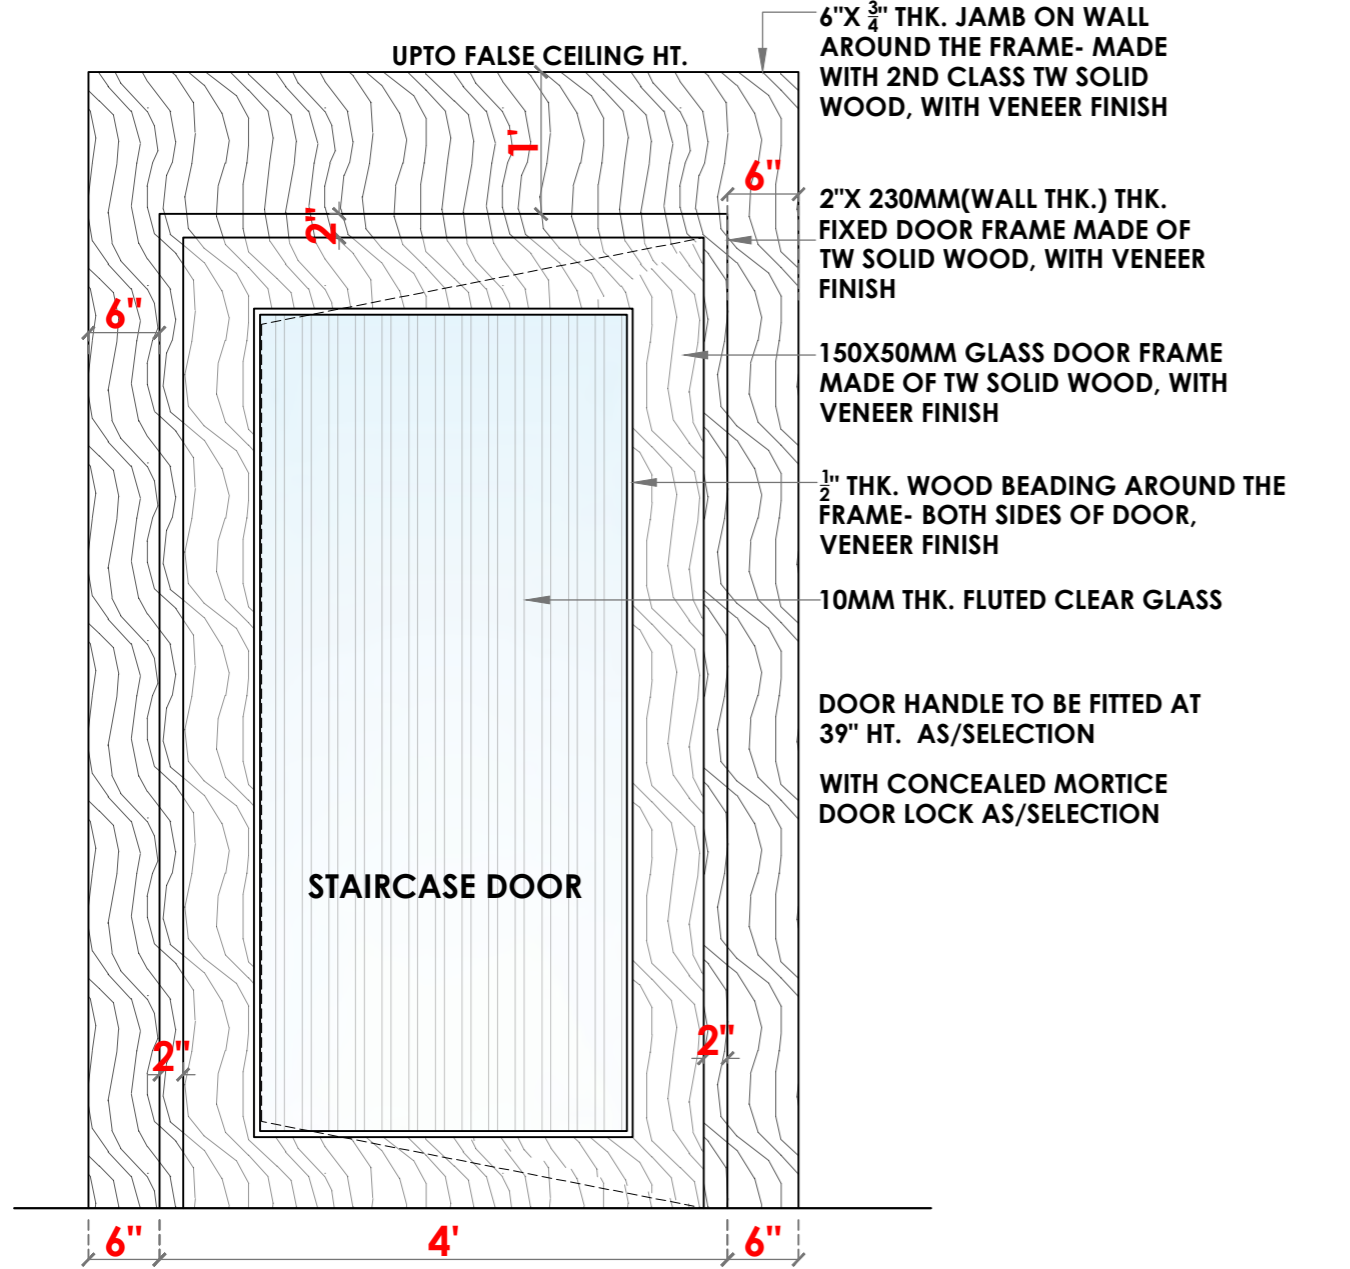 6"X 3/4" THK. JAMB ON WALL
AROUND THE FRAME- MADE
WITH 2ND CLASS TW SOLID
WOOD, WITH VENEER FINISH
UPTO FALSE CEILING HT.
1'
6"
2"X 230MM(WALL THK.) THK.
FIXED DOOR FRAME MADE OF
TW SOLID WOOD, WITH VENEER
FINISH
2"
6"
150X50MM GLASS DOOR FRAME
MADE OF TW SOLID WOOD, WITH
VENEER FINISH
1/2" THK. WOOD BEADING AROUND THE
FRAME- BOTH SIDES OF DOOR,
VENEER FINISH
10MM THK. FLUTED CLEAR GLASS
DOOR HANDLE TO BE FITTED AT
39" HT. AS/SELECTION
WITH CONCEALED MORTICE
DOOR LOCK AS/SELECTION
STAIRCASE DOOR
2"
2"
6"
4'
6"